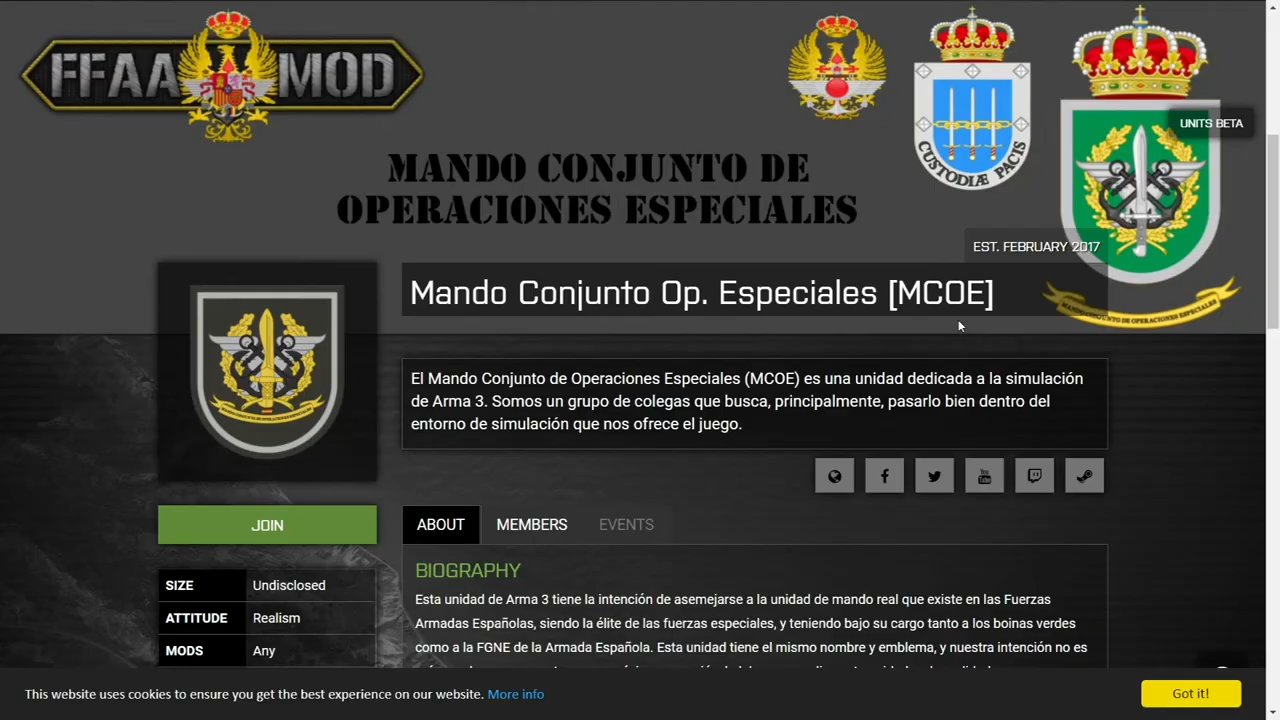 FFAA MOD
CUSTODIÆ PACIS
UNITS BETA
MANDO CONJUNTO DE
OPERACIONES ESPECIALES
EST. FEBRUARY 2017
Mando Conjunto Op. Especiales [MCOE]
MANDO CONJUNTO DE OPERACIONES ESPECIALES
El Mando Conjunto de Operaciones Especiales (MCOE) es una unidad dedicada a la simulación
de Arma 3. Somos un grupo de colegas que busca, principalmente, pasarlo bien dentro del
entorno de simulación que nos ofrece el juego.
You Tube
JOIN
ABOUT MEMBERS EVENTS
SIZE Undisclosed
ATTITUDE Realism
MODS Any
BIOGRAPHY
Esta unidad de Arma 3 tiene la intención de asemejarse a la unidad de mando real que existe en las Fuerzas
Armadas Españolas, siendo la élite de las fuerzas especiales, y teniendo bajo su cargo tanto a los boinas verdes
como a la FGNE de la Armada Española. Esta unidad tiene el mismo nombre y emblema, y nuestra intención no es
This website uses cookies to ensure you get the best experience on our website. More info
Got it!